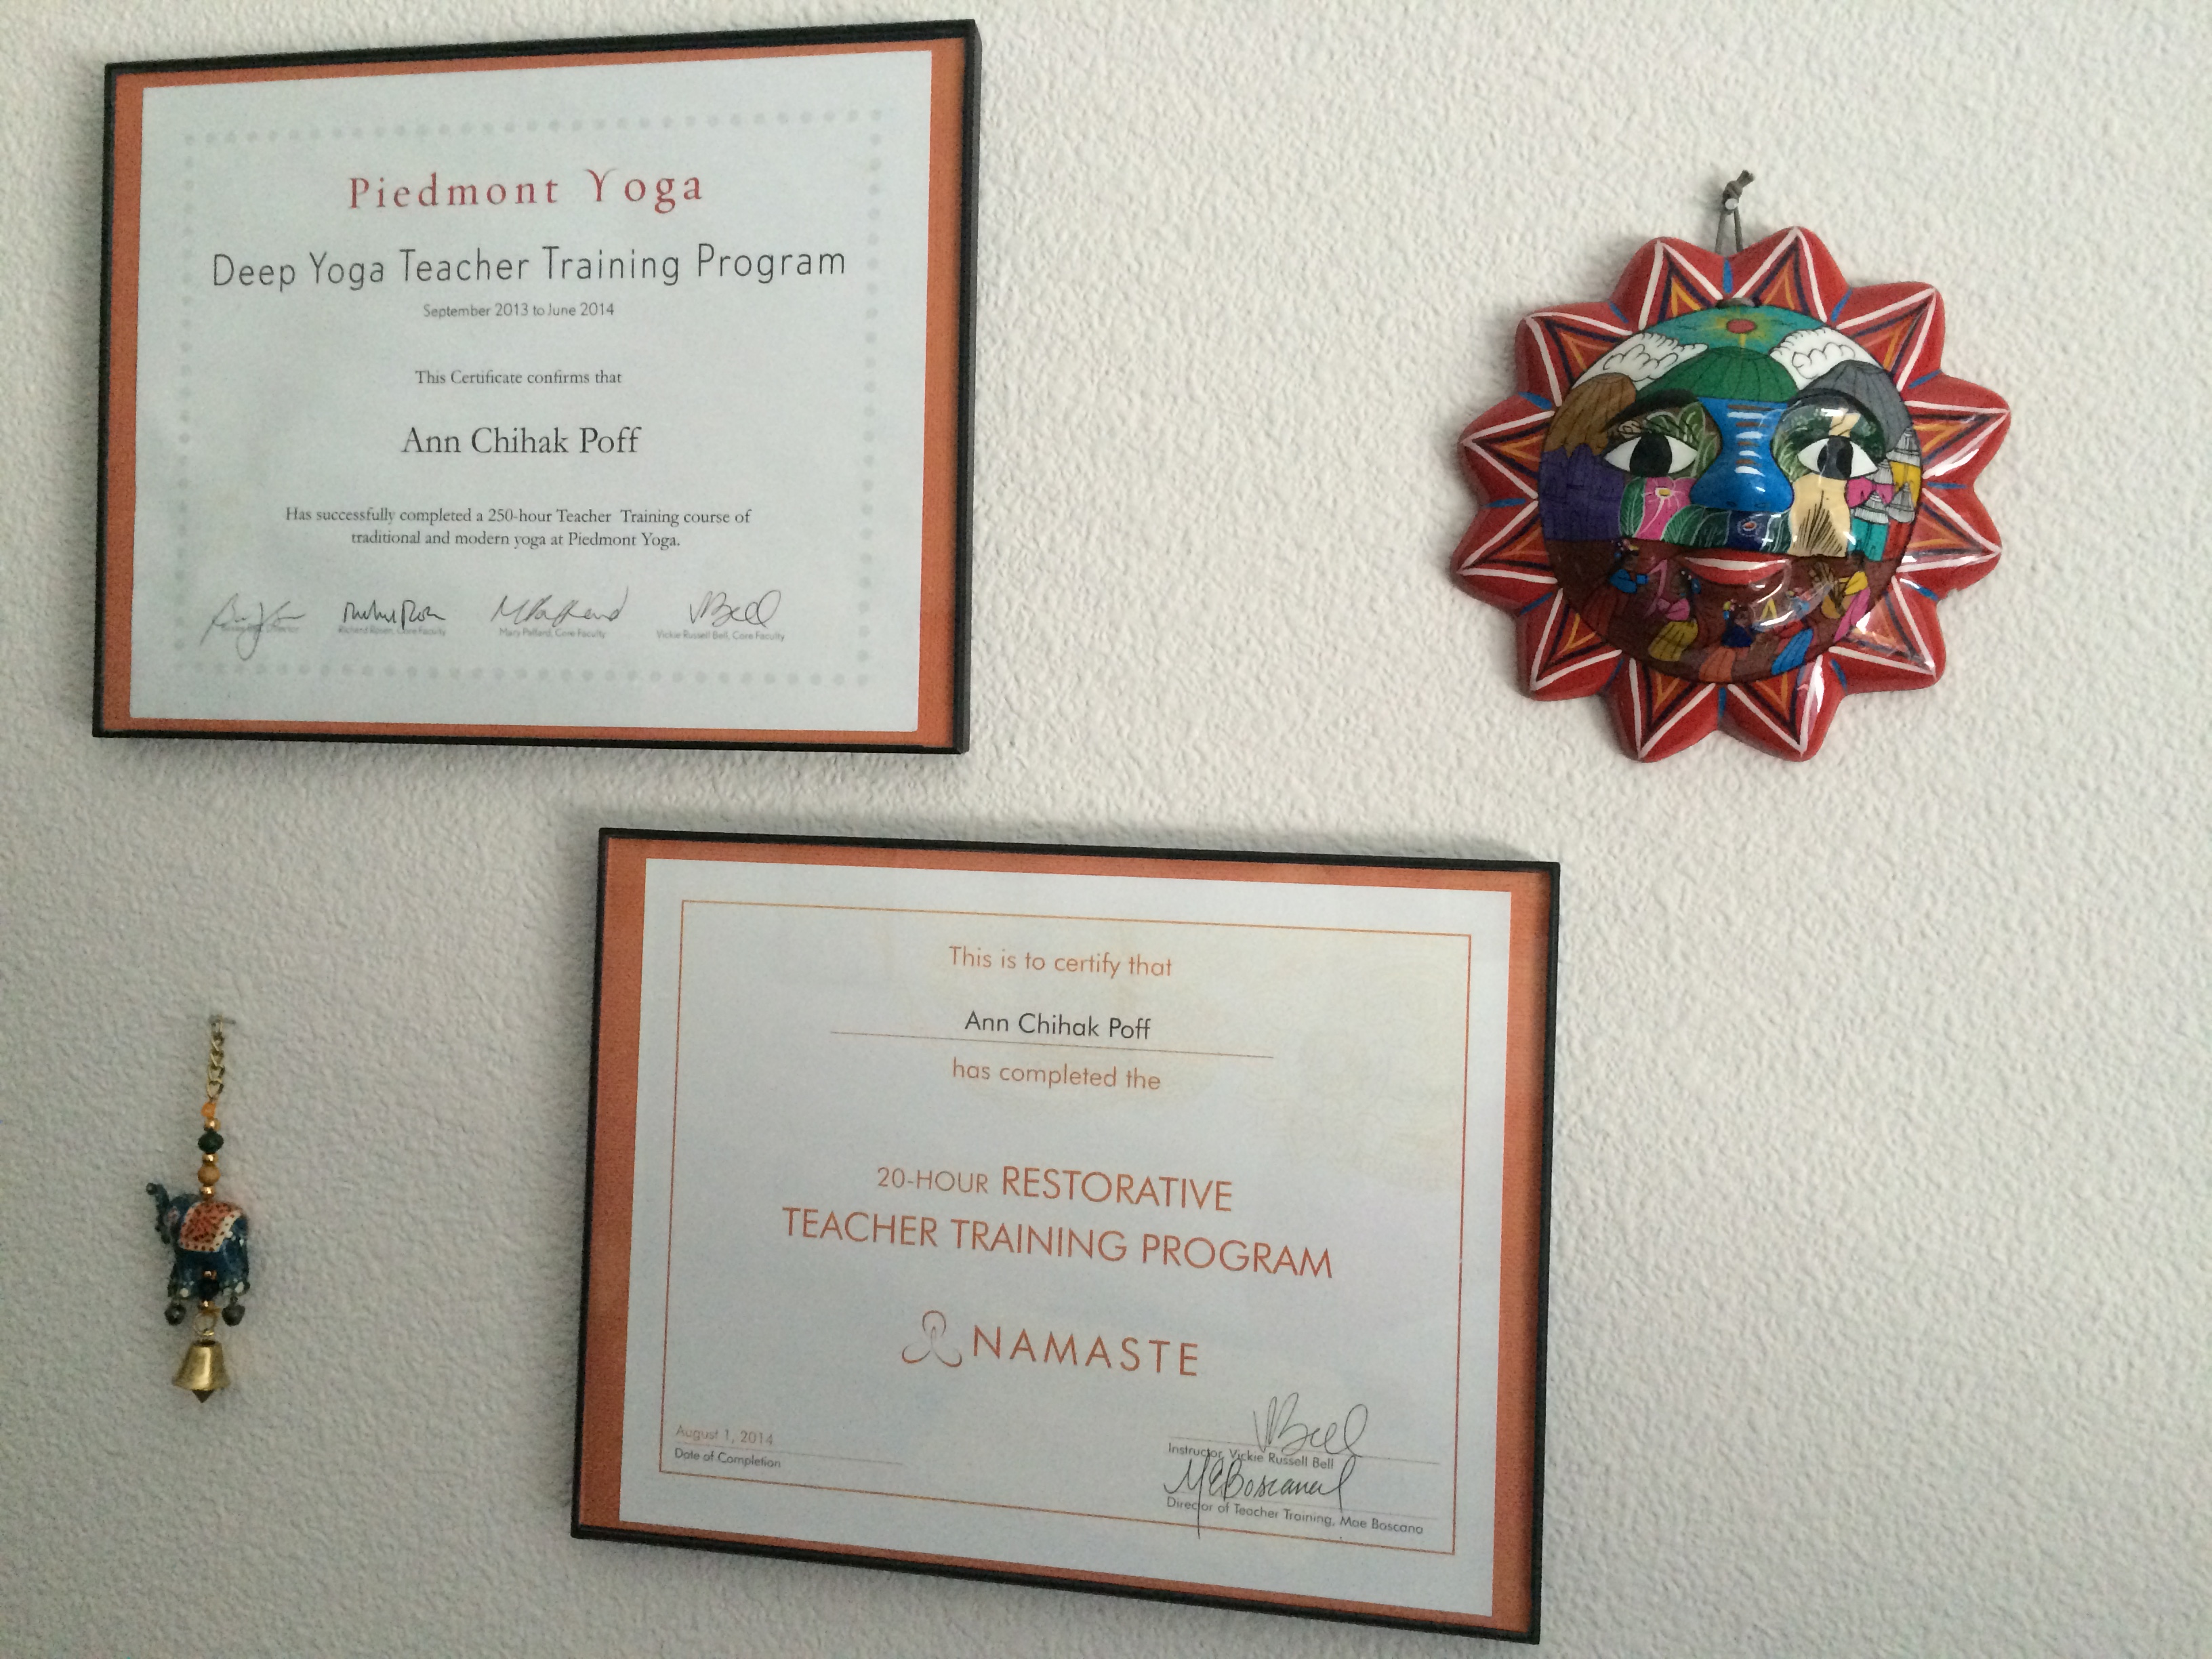 Piedmont Yoga
Deep Yoga Teacher Training Program
September 2013 to June 2014
This Certificate confirms that
Ann Chihak Poff
Has successfully completed a 250-hour Teacher Training course of
traditional and modern yoga at Piedmont Yoga.
Director
Richard Rosen, Core Faculty
Mary Pafard, Core Faculty
Vickie Russell Bell, Core Faculty
This is to certify that
Ann Chihak Poff
has completed the
20-HOUR RESTORATIVE
TEACHER TRAINING PROGRAM
NAMASTE
August 1, 2014
Date of Completion
VBell
Instructor, Vickie Russell Bell
Director of Teacher Training, Mae Boscano